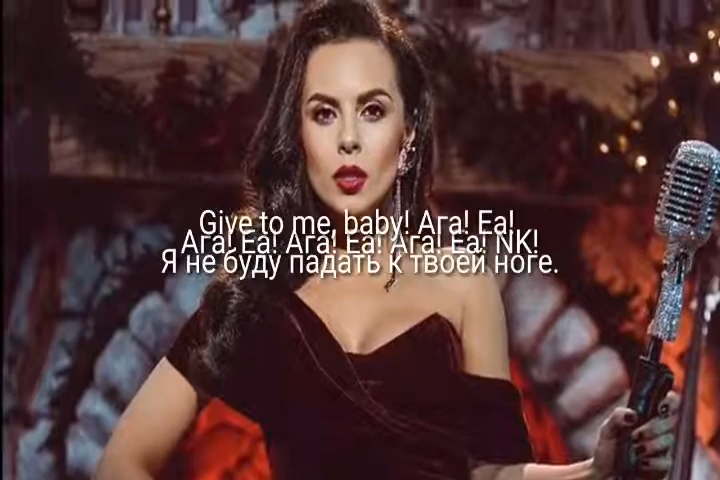 Give to me, baby! Ага! Еа!
Ага! Еа! Ага! Еа! Ага! Еа! NK!
Я не буду падать к твоей ноге.